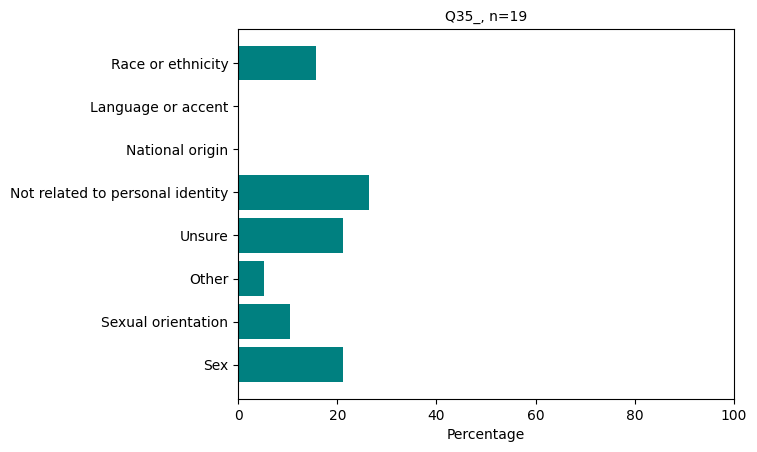 Q35_, n=19
Race or ethnicity
Language or accent
National origin
Not related to personal identity
Unsure
Other
Sexual orientation
Sex
0 20 40 60 80 100
Percentage